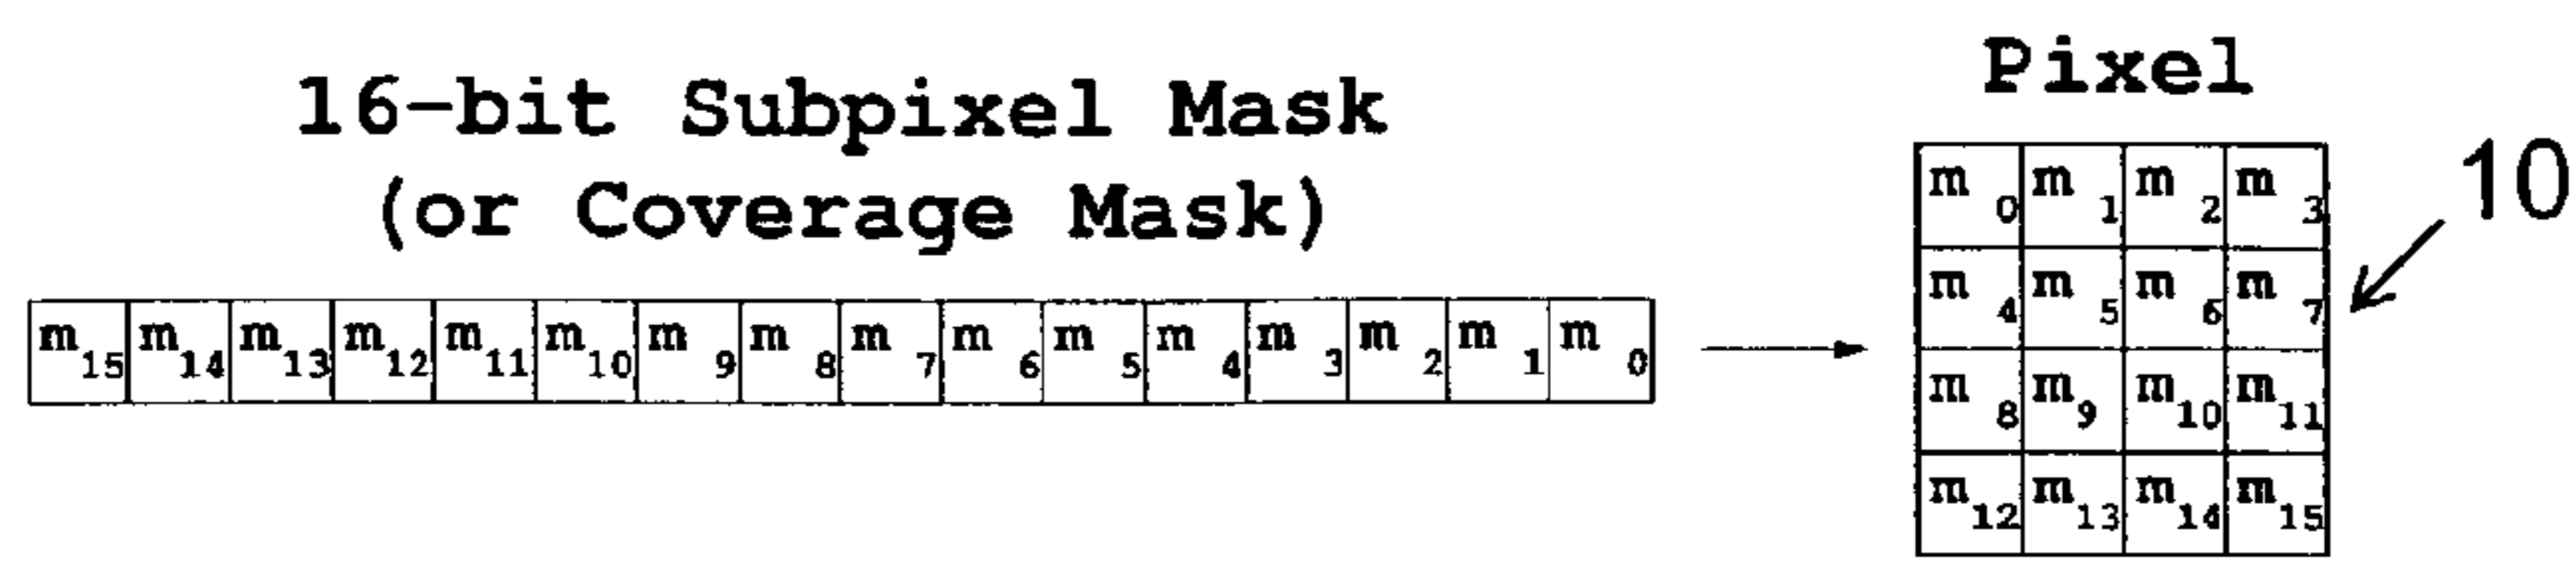 16-bit Subpixel Mask
(or Coverage Mask)
m15 m14 m13 m12 m11 m10 m9 m8 m7 m6 m5 m4 m3 m2 m1 m0
Pixel
10
m0 m1 m2 m3
m4 m5 m6 m7
m8 m9 m10 m11
m12 m13 m14 m15